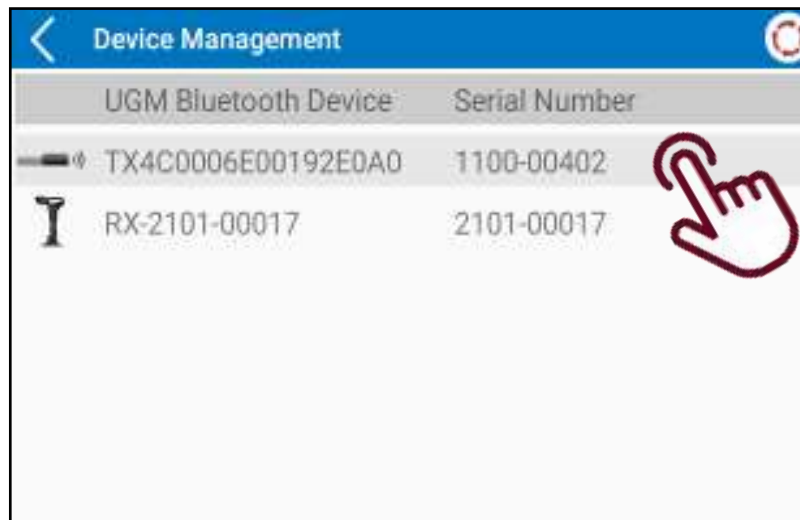 Device Management
UGM Bluetooth Device Serial Number
TX4C0006E00192E0A0 1100-00402
RX-2101-00017 2101-00017